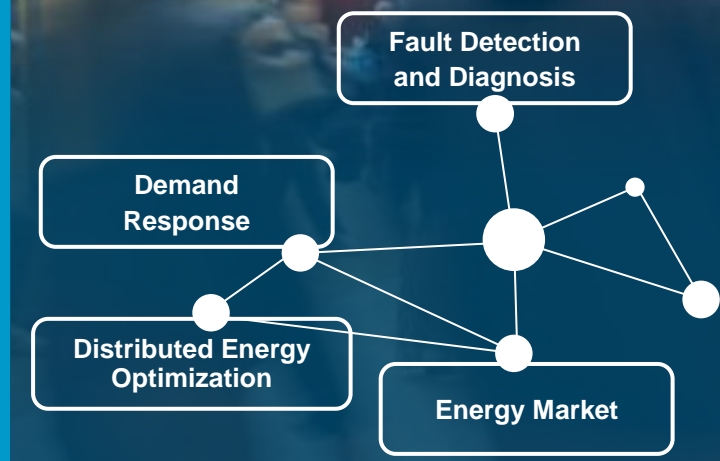 Fault Detection
and Diagnosis
Demand
Response
Distributed Energy
Optimization
Energy Market